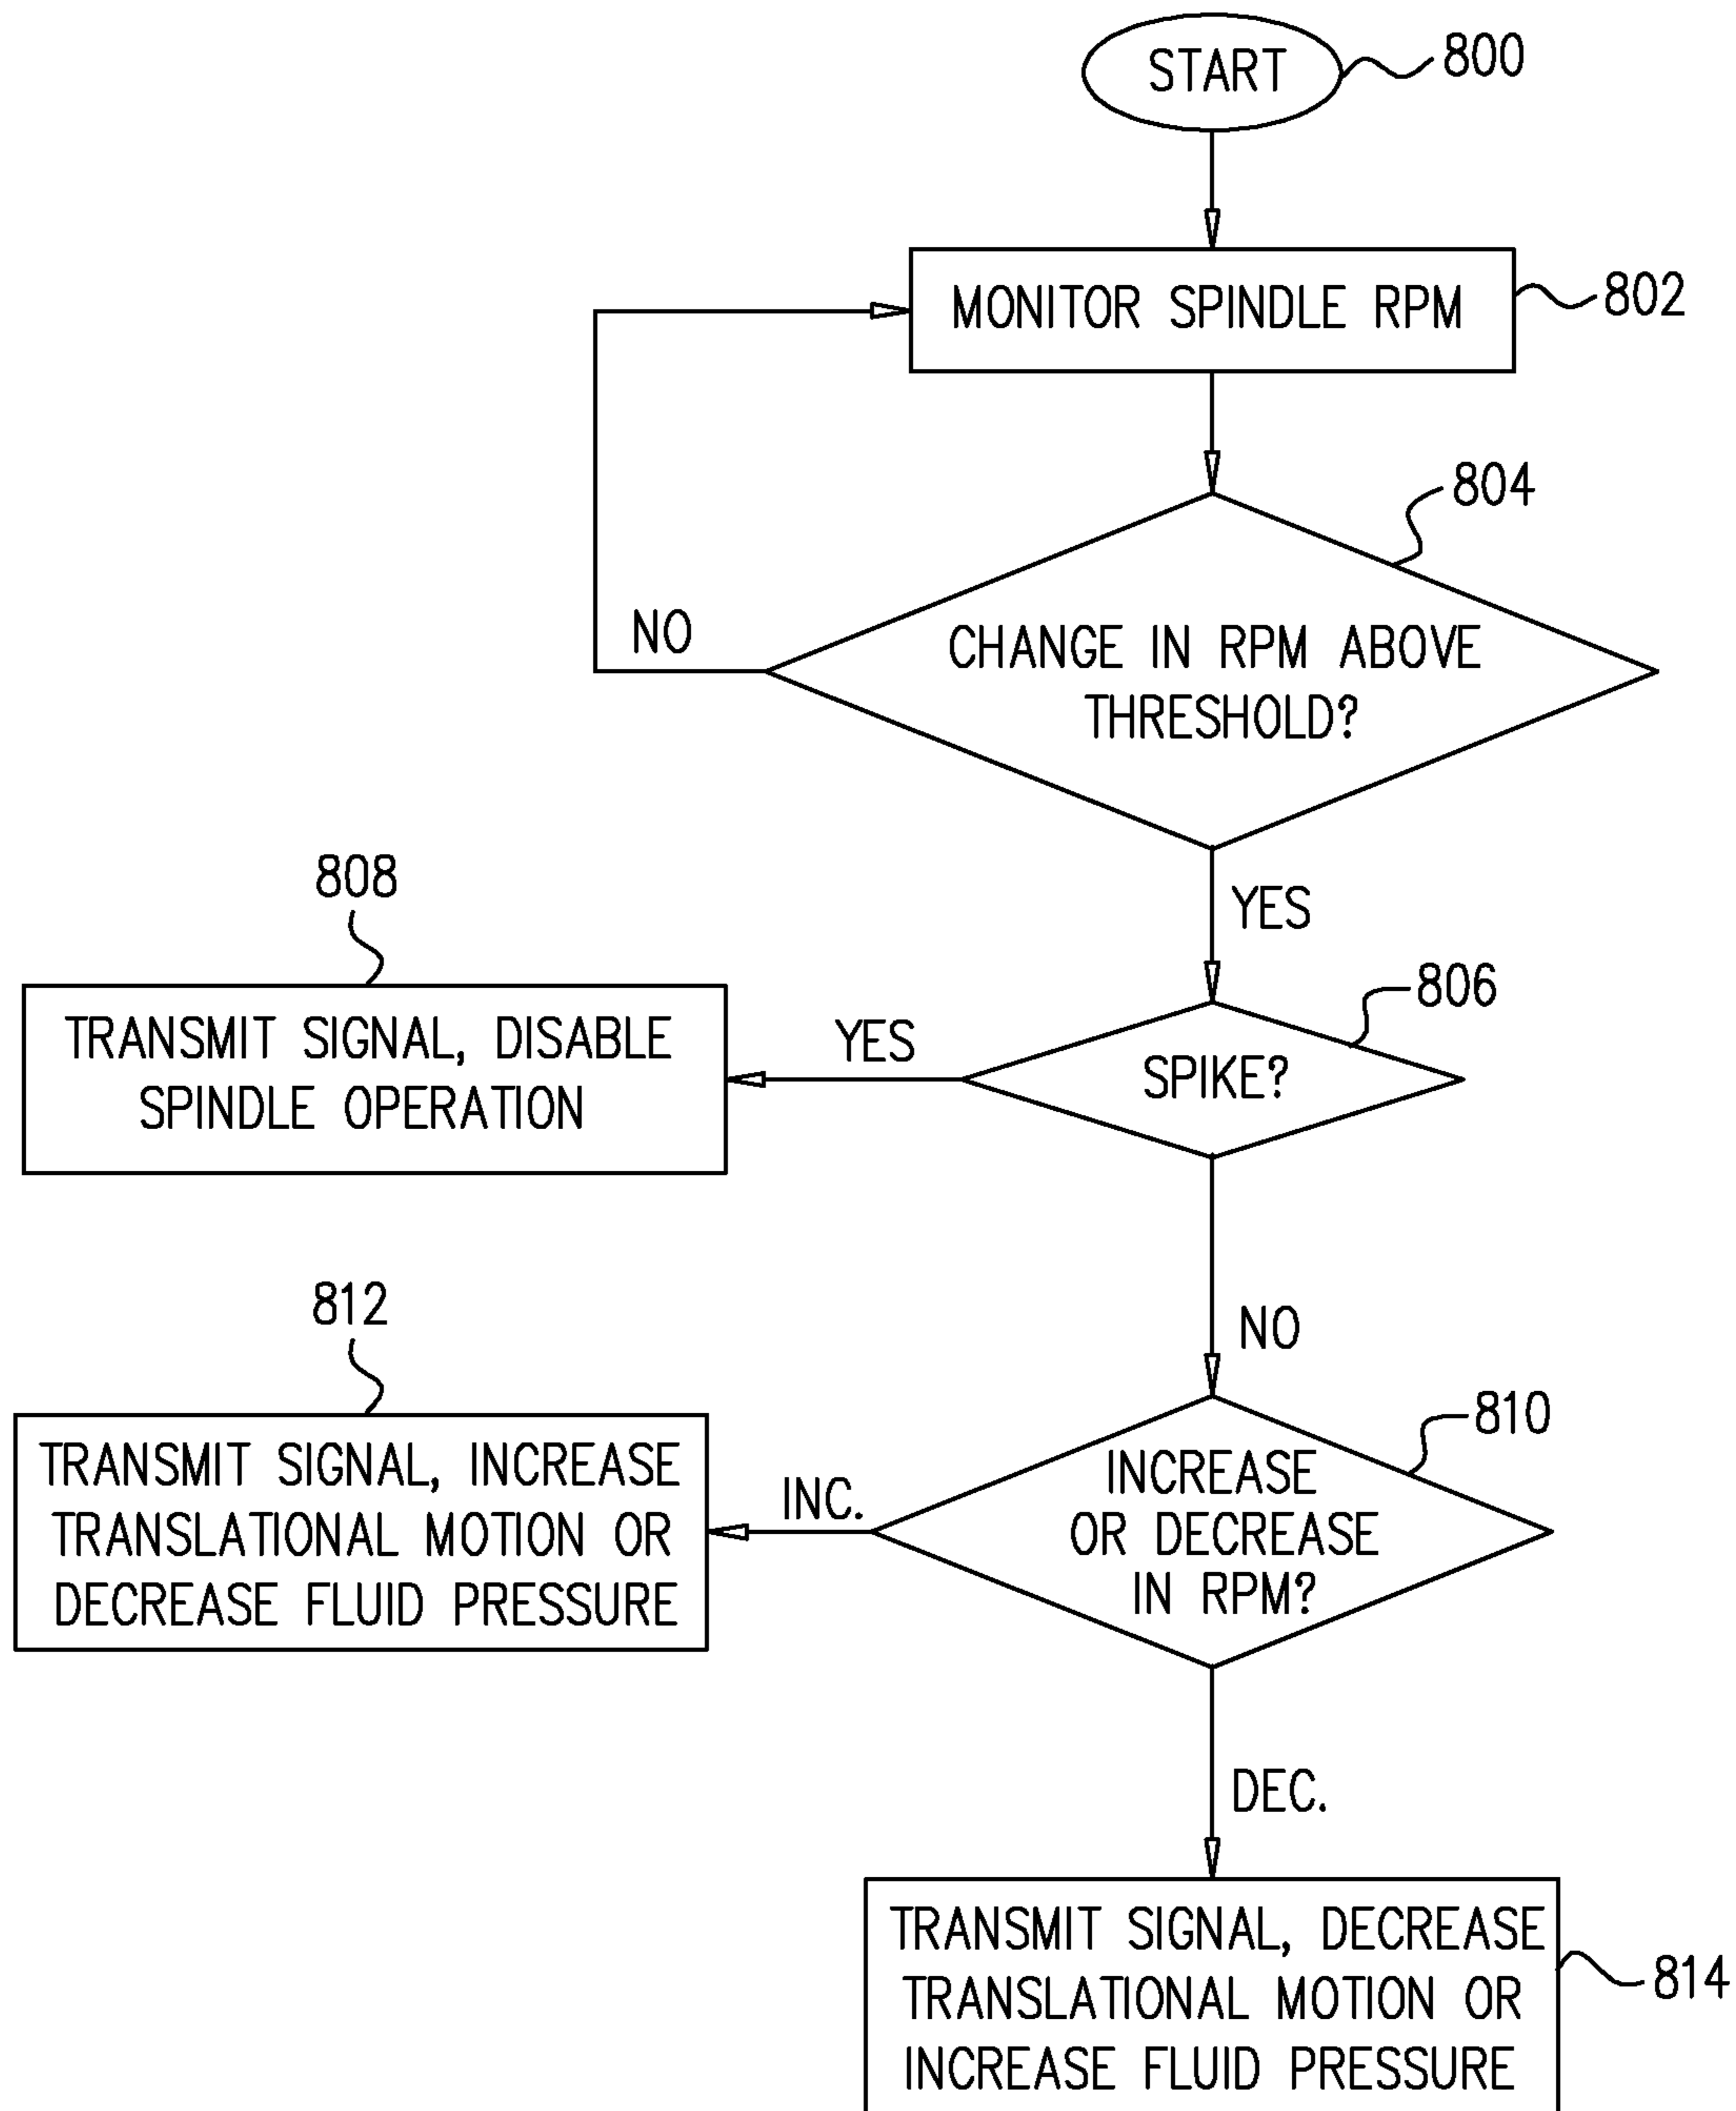 START
800
MONITOR SPINDLE RPM
802
804
NO
CHANGE IN RPM ABOVE
THRESHOLD?
YES
808
806
TRANSMIT SIGNAL, DISABLE
SPINDLE OPERATION
YES
SPIKE?
NO
812
810
TRANSMIT SIGNAL, INCREASE
TRANSLATIONAL MOTION OR
DECREASE FLUID PRESSURE
INC.
INCREASE
OR DECREASE
IN RPM?
DEC.
TRANSMIT SIGNAL, DECREASE
TRANSLATIONAL MOTION OR
INCREASE FLUID PRESSURE
814